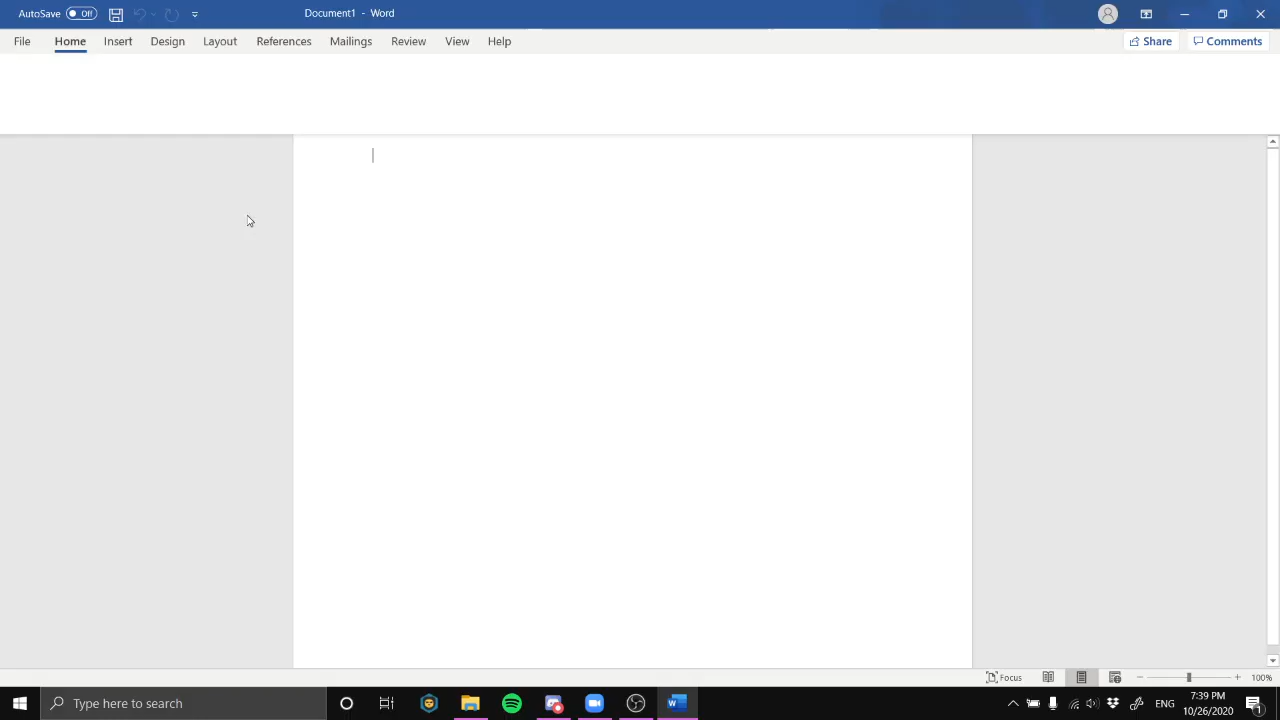 AutoSave Off Document1 - Word
File Home Insert Design Layout References Mailings Review View Help Share Comments
Focus 100%
Type here to search W ENG 7:39 PM
10/26/2020 1